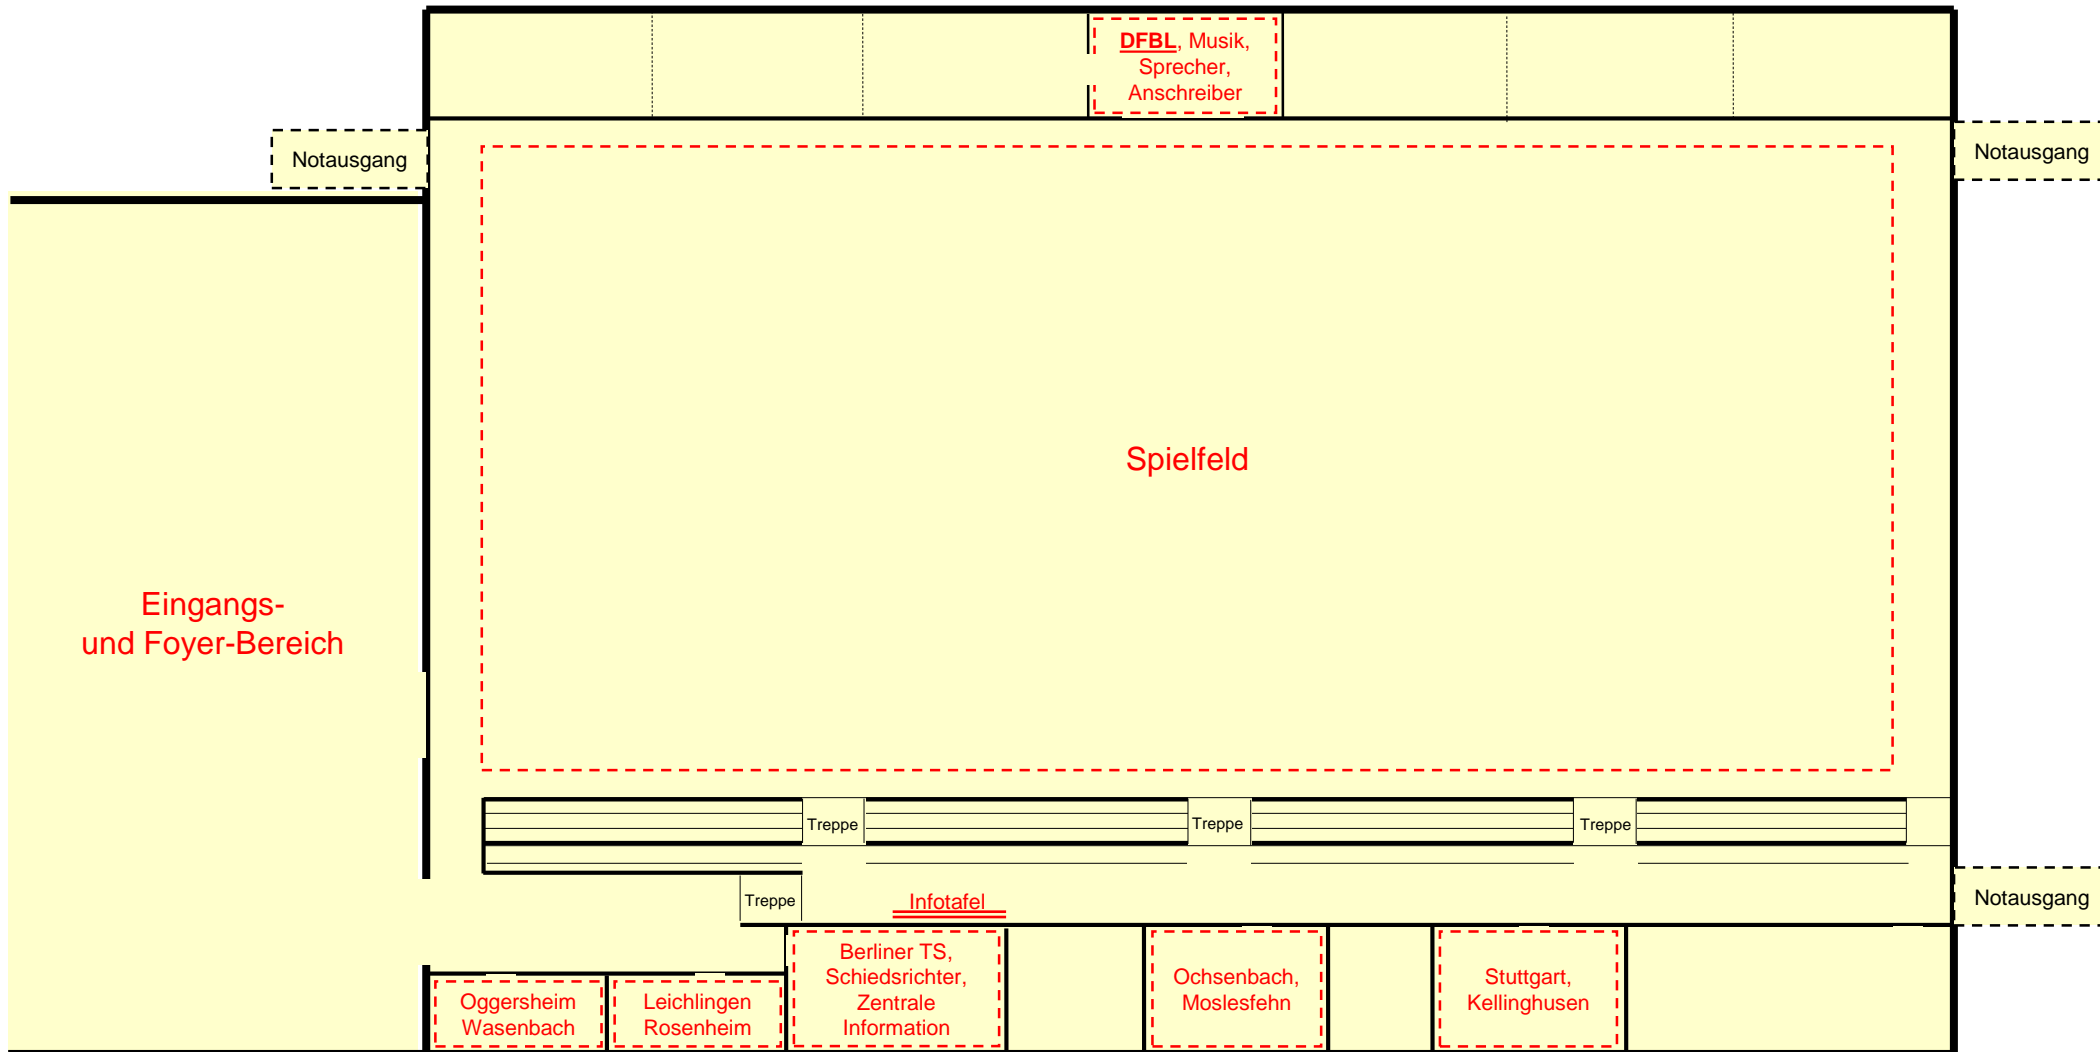 DFBL, Musik,
Sprecher,
Anschreiber
Notausgang
Notausgang
Spielfeld
Eingangs-
und Foyer-Bereich
Treppe
Treppe
Treppe
Treppe
Infotafel
Notausgang
Berliner TS,
Schiedsrichter,
Zentrale
Information
Ochsenbach,
Moslesfehn
Stuttgart,
Kellinghusen
Oggersheim
Wasenbach
Leichlingen
Rosenheim